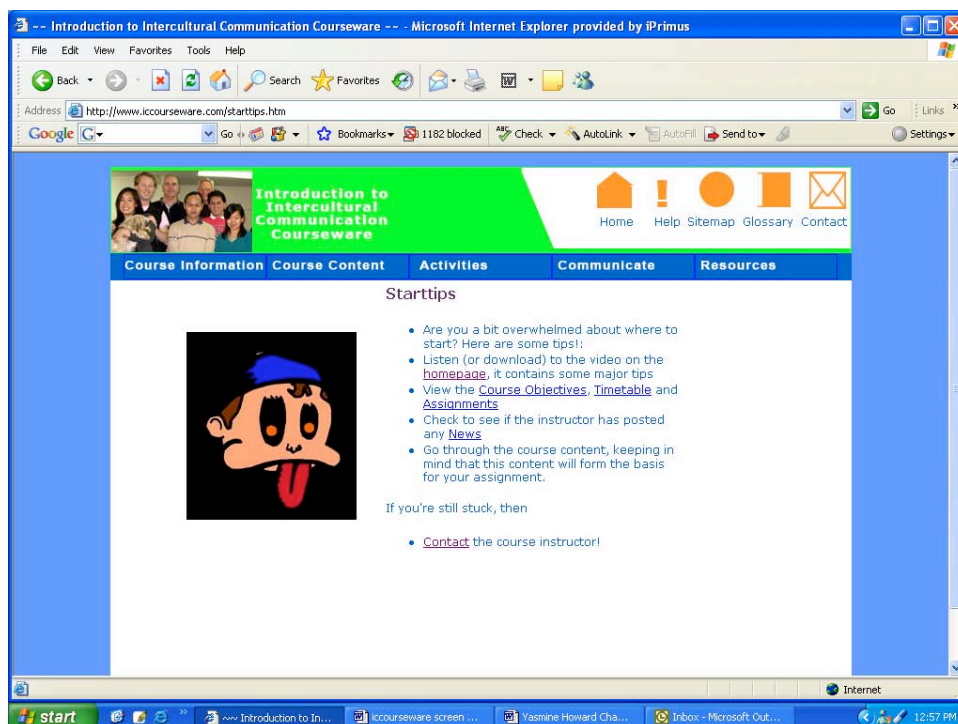 ~~ Introduction to Intercultural Communication Courseware ~~ - Microsoft Internet Explorer provided by iPrimus
File Edit View Favorites Tools Help
Back Search Favorites
Address http://www.iccourseware.com/starttips.htm Go Links »
Google G Go Bookmarks 1182 blocked ABC Check AutoLink AutoFill Send to Settings
Introduction to
Intercultural
Communication
Courseware
Home Help Sitemap Glossary Contact
Course Information Course Content Activities Communicate Resources
Starttips
• Are you a bit overwhelmed about where to
start? Here are some tips!:
• Listen (or download) to the video on the
homepage, it contains some major tips
• View the Course Objectives, Timetable and
Assignments
• Check to see if the instructor has posted
any News
• Go through the course content, keeping in
mind that this content will form the basis
for your assignment.
If you're still stuck, then
• Contact the course instructor!
Internet
start » ~~ Introduction to In... iccourseware screen ... Yasmine Howard Cha... Inbox - Microsoft Out... 12:57 PM